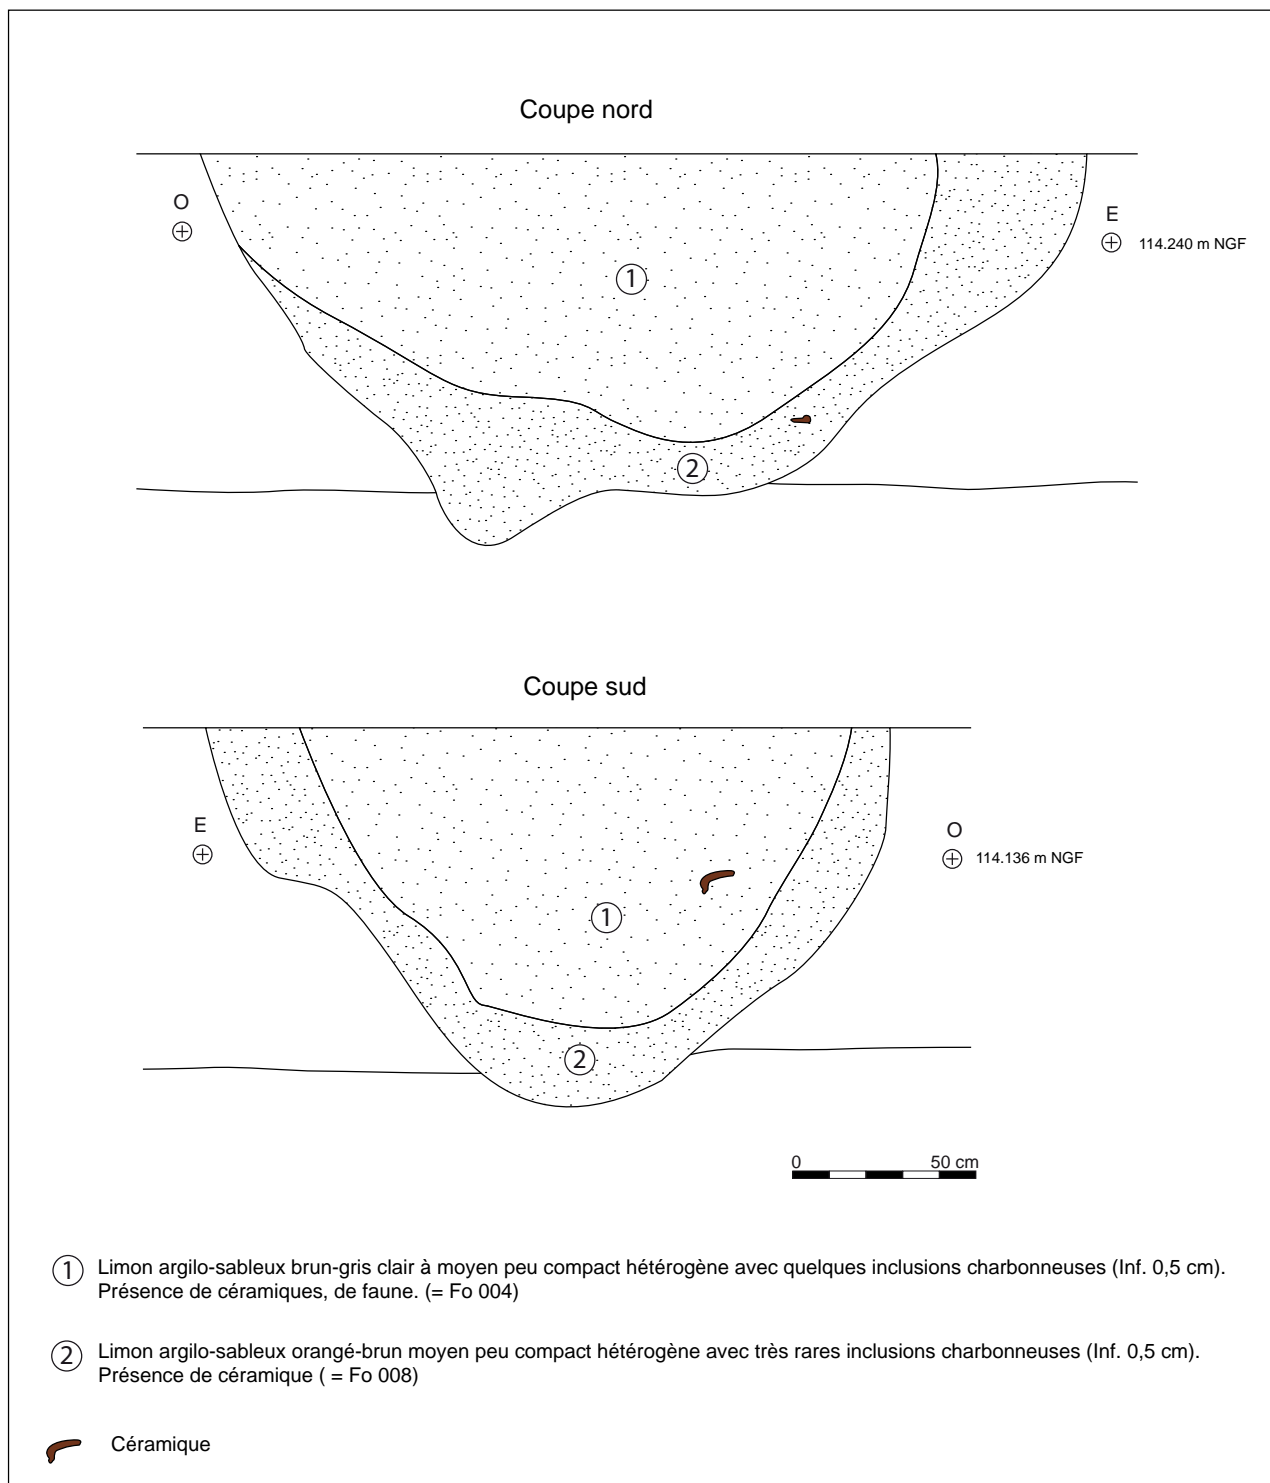 Coupe nord
O
E
114.240 m NGF
1
2
Coupe sud
E
O
114.136 m NGF
1
2
0 50 cm
1 Limon argilo-sableux brun-gris clair à moyen peu compact hétérogène avec quelques inclusions charbonneuses (Inf. 0,5 cm).
Présence de céramiques, de faune. (= Fo 004)
2 Limon argilo-sableux orangé-brun moyen peu compact hétérogène avec très rares inclusions charbonneuses (Inf. 0,5 cm).
Présence de céramique ( = Fo 008)
Céramique